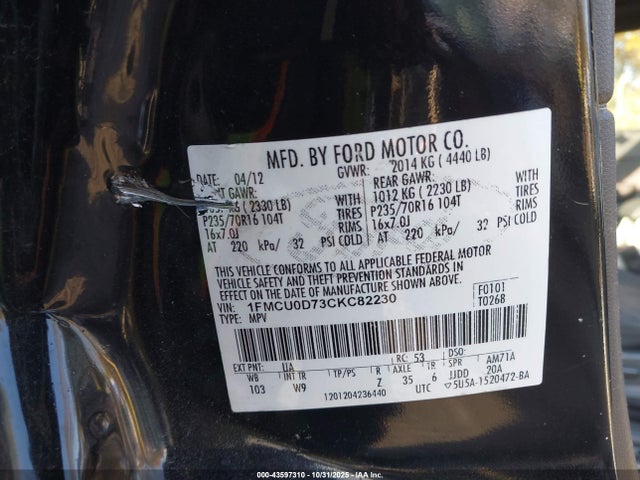 MFD. BY FORD MOTOR CO.
DATE: 04/12 GVWR: 2014 KG ( 4440 LB)
GAWR: REAR GAWR:
(2330 LB) WITH 1012 KG ( 2230 LB) WITH
P235/70R16 104T TIRES P235/70R16 104T TIRES
16x7.0J RIMS 16x7.0J RIMS
AT 220 kPa/ 32 PSI COLD AT 220 kPa/ 32 PSI COLD
THIS VEHICLE CONFORMS TO ALL APPLICABLE FEDERAL MOTOR
VEHICLE SAFETY AND THEFT PREVENTION STANDARDS IN
EFFECT ON THE DATE OF MANUFACTURE SHOWN ABOVE.
VIN: 1FMCU0D73CKC82230 F0101
TYPE: MPV T0268
EXT PNT: UA RC: 53 DSO:
WB INT TR TP/PS R AXLE TR SPR AM71A
103 W9 Z 35 6 JJDD 20A
1201204236440 UTC ▽5U5A-1520472-BA
000-43597310 - 10/31/2025 - IAAI, Inc.